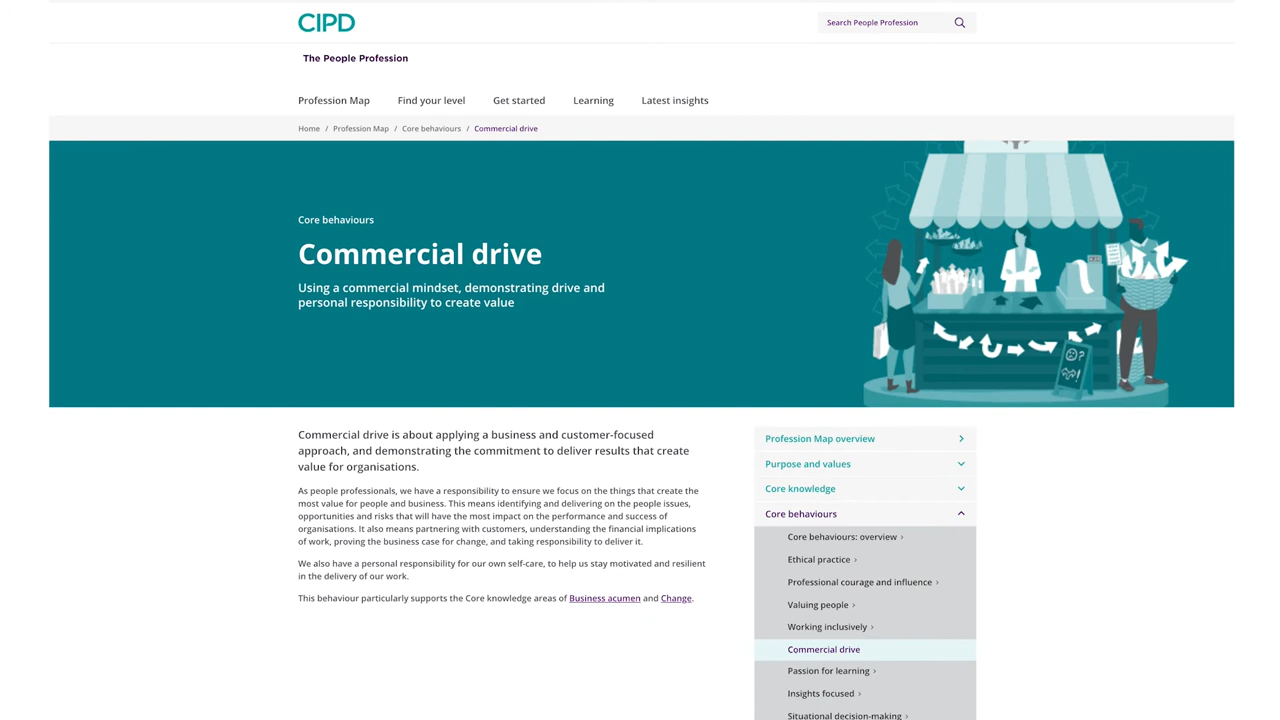 CIPD
Search People Profession
The People Profession
Profession Map
Find your level
Get started
Learning
Latest insights
Home / Profession Map / Core behaviours / Commercial drive
Core behaviours
Commercial drive
Using a commercial mindset, demonstrating drive and
personal responsibility to create value
Commercial drive is about applying a business and customer-focused
approach, and demonstrating the commitment to deliver results that create
value for organisations.
As people professionals, we have a responsibility to ensure we focus on the things that create the
most value for people and business. This means identifying and delivering on the people issues,
opportunities and risks that will have the most impact on the performance and success of
organisations. It also means partnering with customers, understanding the financial implications
of work, proving the business case for change, and taking responsibility to deliver it.
We also have a personal responsibility for our own self-care, to help us stay motivated and resilient
in the delivery of our work.
This behaviour particularly supports the Core knowledge areas of Business acumen and Change.
Profession Map overview
Purpose and values
Core knowledge
Core behaviours
Core behaviours: overview
Ethical practice
Professional courage and influence
Valuing people
Working inclusively
Commercial drive
Passion for learning
Insights focused
Situational decision-making